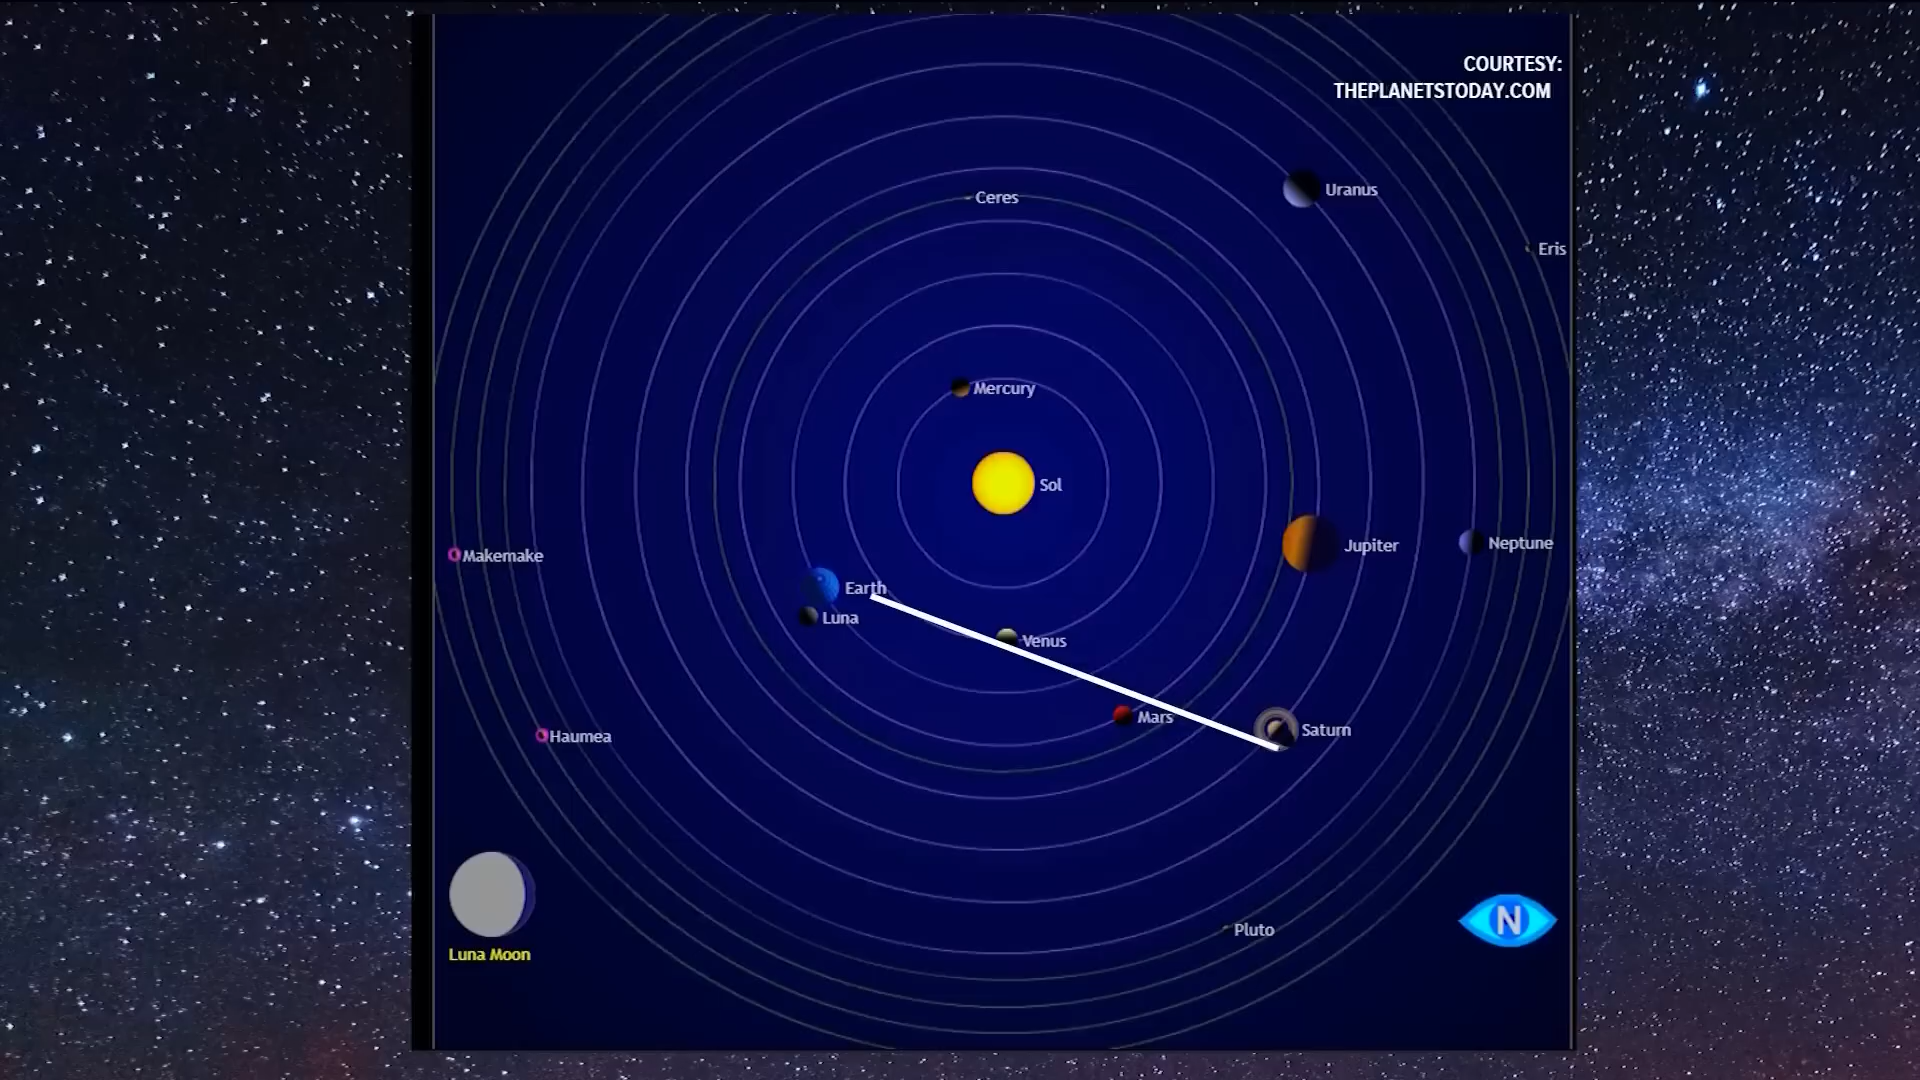 COURTESY:
THEPLANETSTODAY.COM
Uranus
Ceres
Eris
Mercury
Sol
Jupiter
Neptune
Makemake
Earth
Luna
Venus
Mars
Saturn
Haumea
Pluto
N
Luna Moon